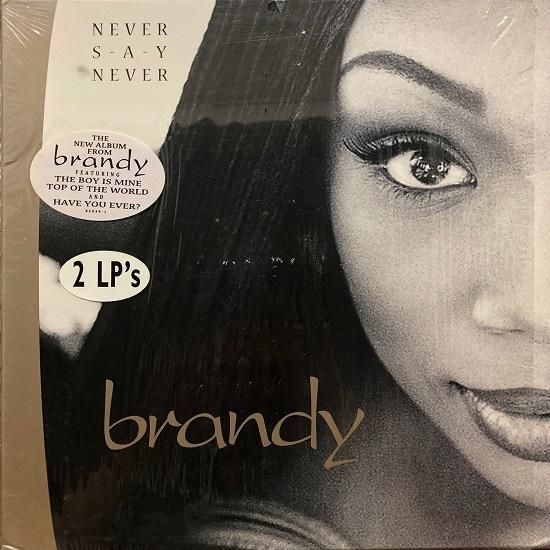 NEVER
S-A-Y
NEVER
THE
NEW ALBUM
FROM
brandy
FEATURING
THE BOY IS MINE
TOP OF THE WORLD
AND
HAVE YOU EVER?
2 LP's
brandy